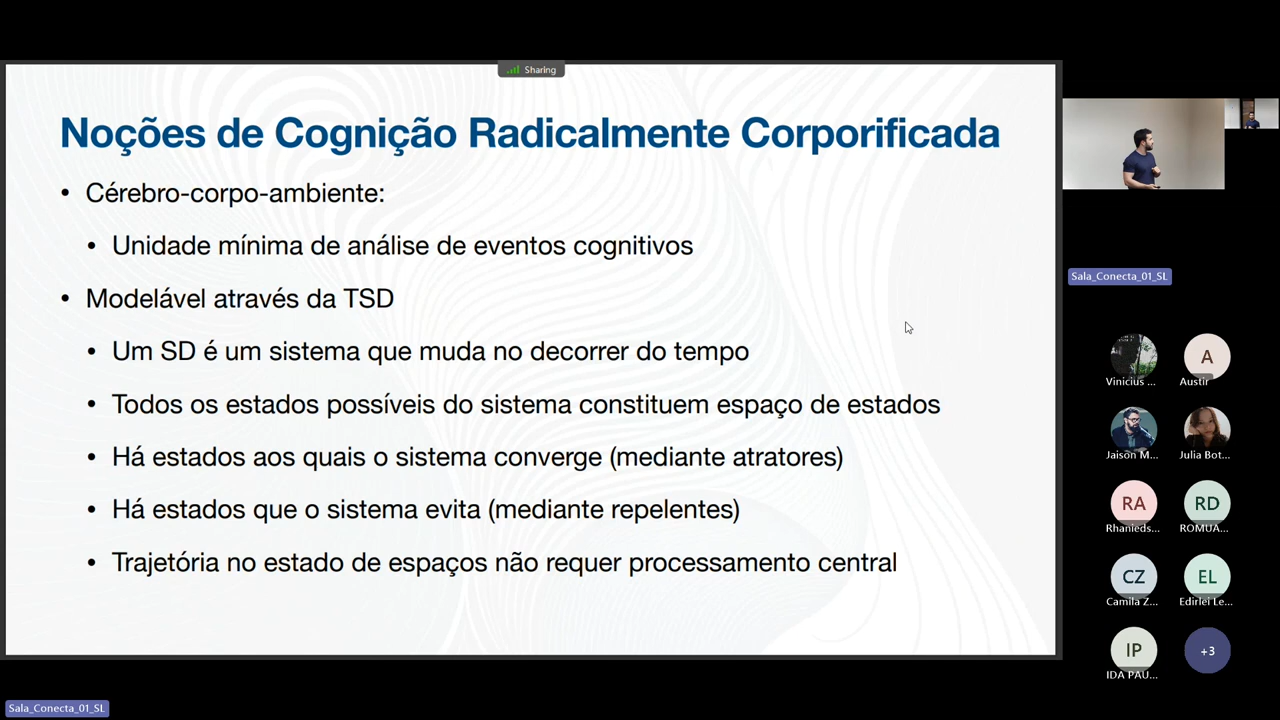 Sharing
Noções de Cognição Radicalmente Corporificada
• Cérebro-corpo-ambiente:
• Unidade mínima de análise de eventos cognitivos
• Modelável através da TSD
• Um SD é um sistema que muda no decorrer do tempo
• Todos os estados possíveis do sistema constituem espaço de estados
• Há estados aos quais o sistema converge (mediante atratores)
• Há estados que o sistema evita (mediante repelentes)
• Trajetória no estado de espaços não requer processamento central
Sala_Conecta_01_SL
Vinicius ...
A
Austin
Jaison M...
Julia Bot...
RA
Rhanieds...
RD
ROMUA...
CZ
Camila Z...
EL
Edirlei Le...
IP
IDA PAU...
+3
Sala_Conecta_01_SL